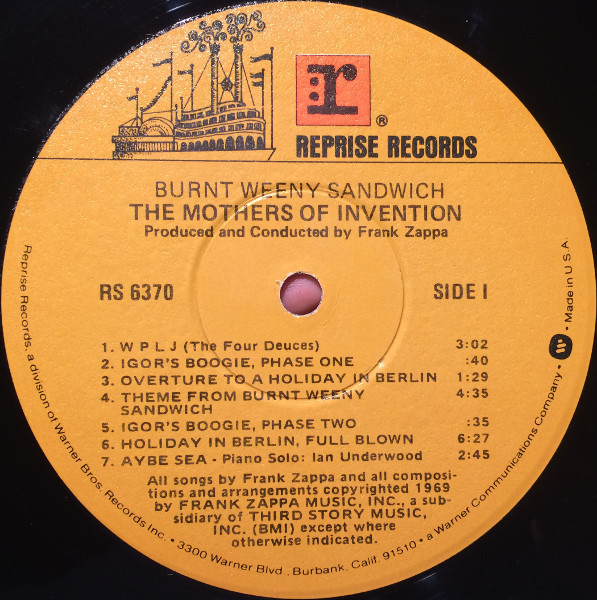 r
®
REPRISE RECORDS
BURNT WEENY SANDWICH
THE MOTHERS OF INVENTION
Produced and Conducted by Frank Zappa
RS 6370
SIDE I
1. W P L J (The Four Deuces) 3:02
2. IGOR'S BOOGIE, PHASE ONE :40
3. OVERTURE TO A HOLIDAY IN BERLIN 1:29
4. THEME FROM BURNT WEENY
SANDWICH 4:35
5. IGOR'S BOOGIE, PHASE TWO :35
6. HOLIDAY IN BERLIN, FULL BLOWN 6:27
7. AYBE SEA - Piano Solo: Ian Underwood 2:45
All songs by Frank Zappa and all composi-
tions and arrangements copyrighted 1969
by FRANK ZAPPA MUSIC, INC., a sub-
sidiary of THIRD STORY MUSIC,
INC. (BMI) except where
otherwise indicated.
Reprise Records, a division of Warner Bros. Records Inc. • 3300 Warner Blvd., Burbank, Calif. 91510 • a Warner Communications Company. • Made in U.S.A.